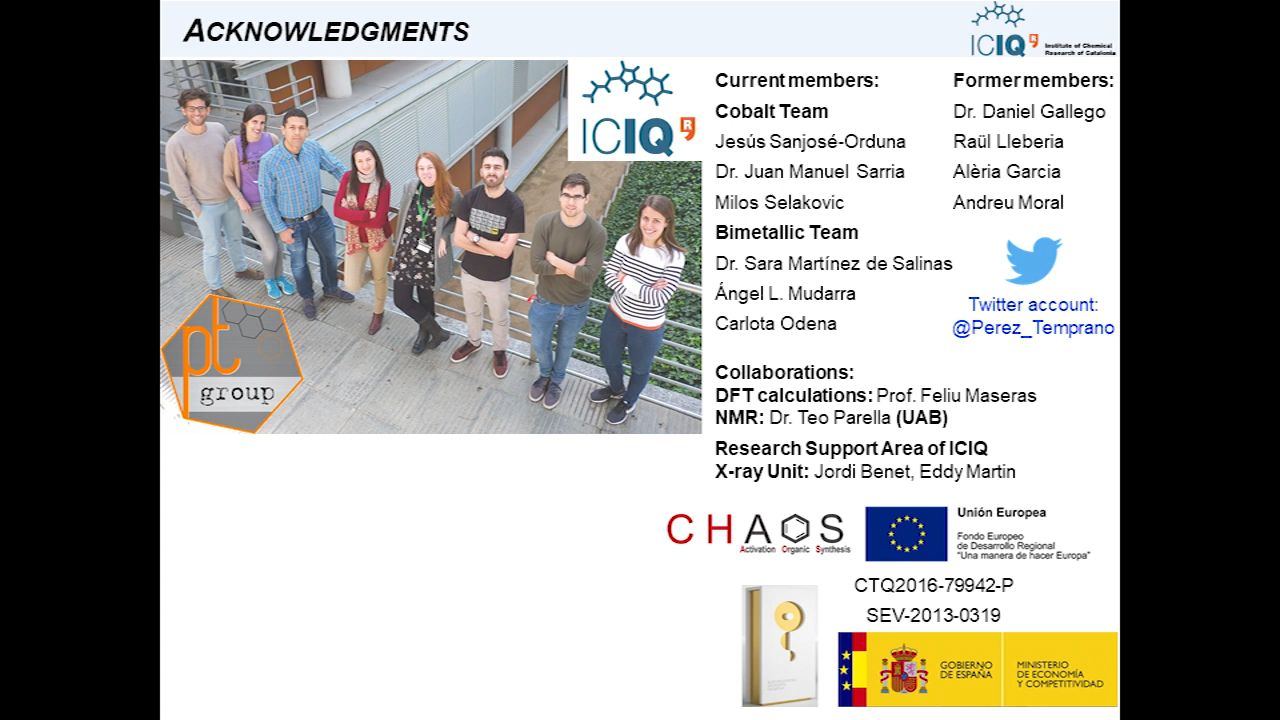 ACKNOWLEDGMENTS
ICIQ R
Institute of Chemical
Research of Catalonia
ICIQ R
pt
group
Current members:
Cobalt Team
Jesús Sanjosé-Orduna
Dr. Juan Manuel Sarria
Milos Selakovic
Bimetallic Team
Dr. Sara Martínez de Salinas
Ángel L. Mudarra
Carlota Odena
Former members:
Dr. Daniel Gallego
Raül Lleberia
Alèria Garcia
Andreu Moral
Twitter account:
@Perez_Temprano
Collaborations:
DFT calculations: Prof. Feliu Maseras
NMR: Dr. Teo Parella (UAB)
Research Support Area of ICIQ
X-ray Unit: Jordi Benet, Eddy Martin
CHAOS
Activation Organic Synthesis
Unión Europea
Fondo Europeo
de Desarrollo Regional
"Una manera de hacer Europa"
CTQ2016-79942-P
SEV-2013-0319
GOBIERNO
DE ESPAÑA
MINISTERIO
DE ECONOMÍA
Y COMPETITIVIDAD